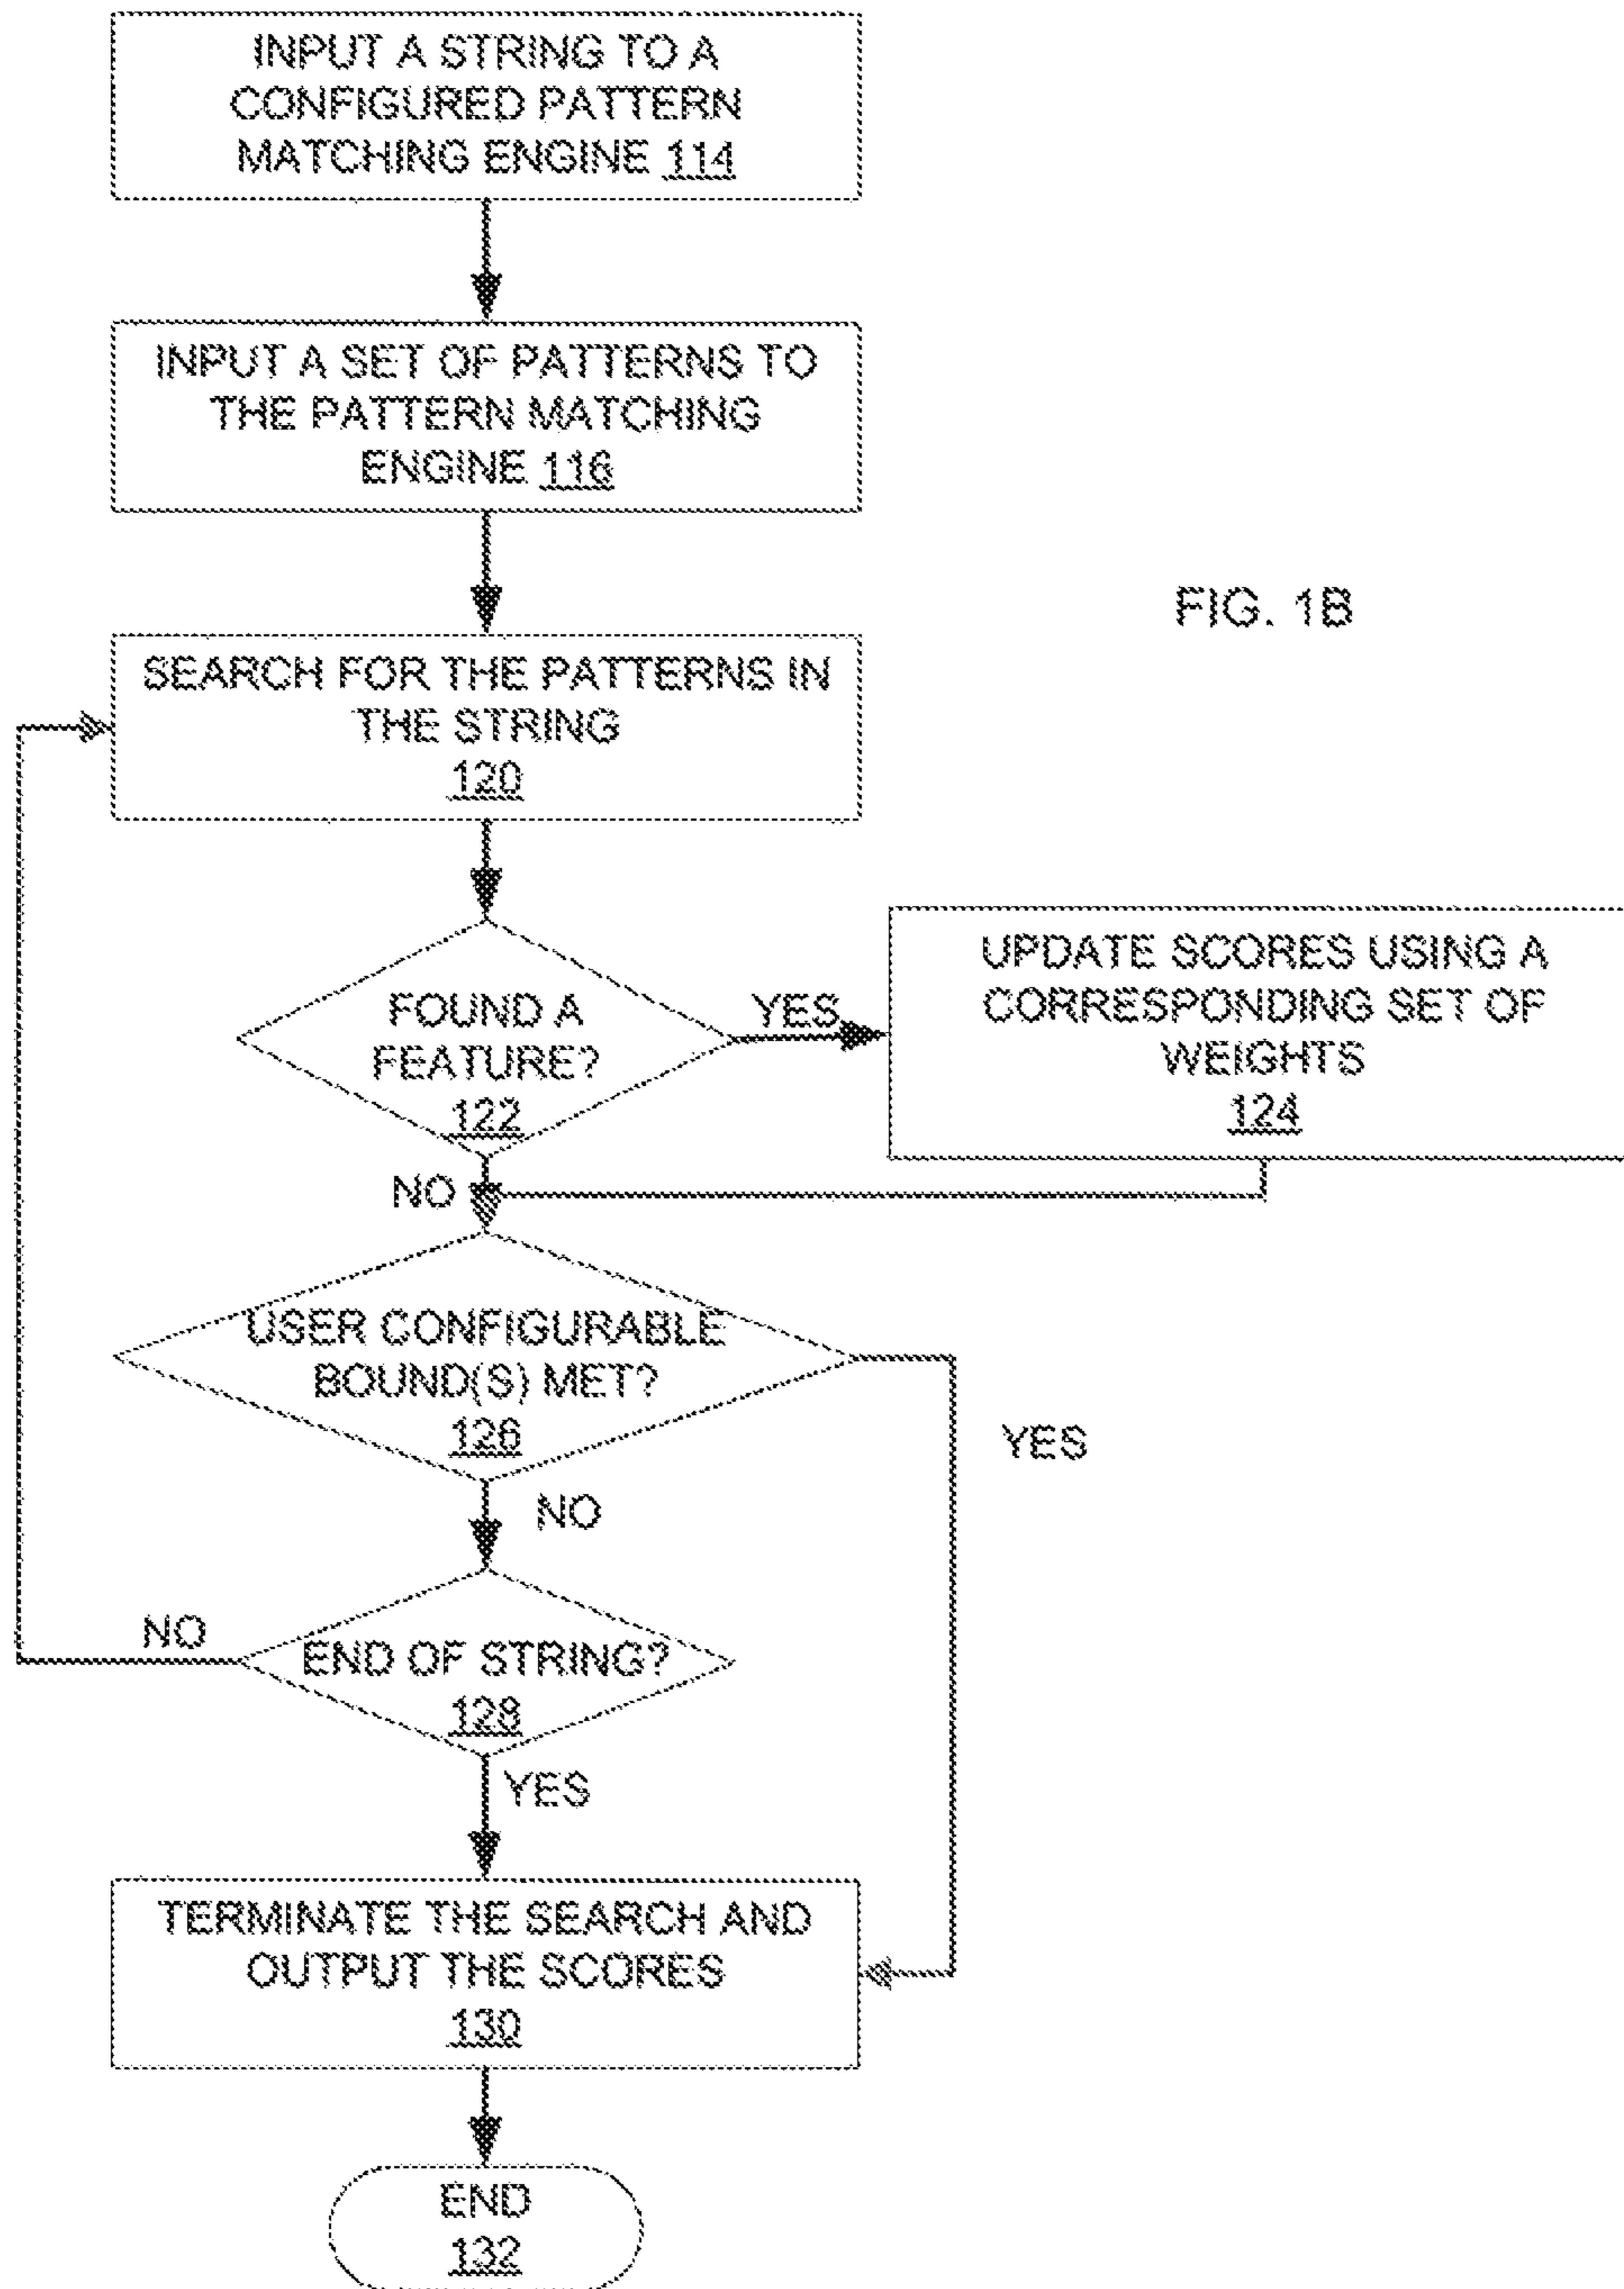 INPUT A STRING TO A
CONFIGURED PATTERN
MATCHING ENGINE 114
INPUT A SET OF PATTERNS TO
THE PATTERN MATCHING
ENGINE 116
FIG. 1B
SEARCH FOR THE PATTERNS IN
THE STRING
120
FOUND A
FEATURE?
122
YES
UPDATE SCORES USING A
CORRESPONDING SET OF
WEIGHTS
124
NO
USER CONFIGURABLE
BOUND(S) MET?
126
YES
NO
NO
END OF STRING?
128
YES
TERMINATE THE SEARCH AND
OUTPUT THE SCORES
130
END
132